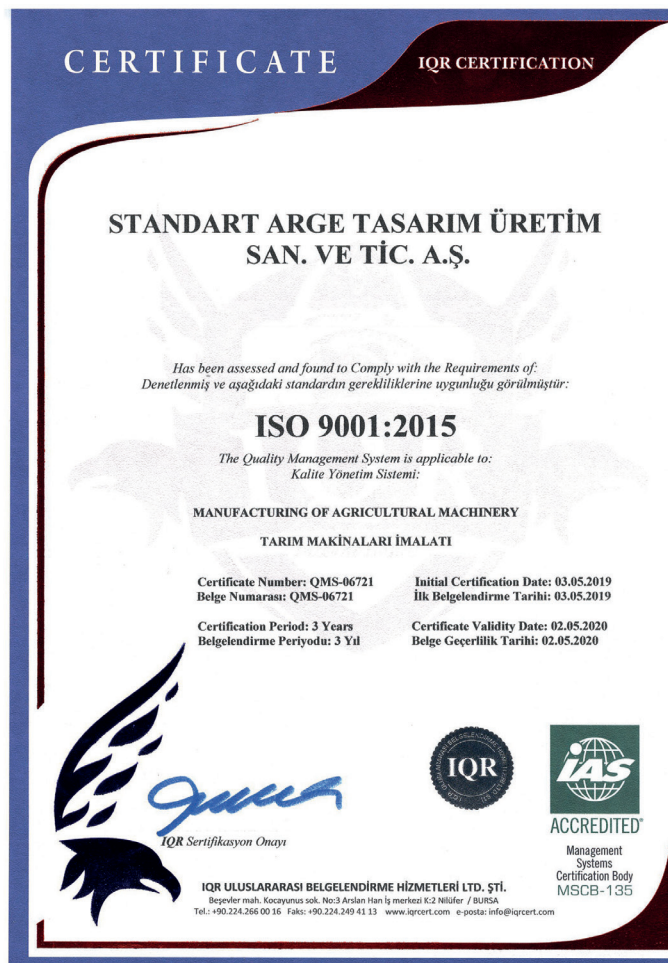 CERTIFICATE
IQR CERTIFICATION
STANDART ARGE TASARIM ÜRETİM
SAN. VE TİC. A.Ş.
Has been assessed and found to Comply with the Requirements of:
Denetlenmiş ve aşağıdaki standardın gerekliliklerine uygunluğu görülmüştür:
ISO 9001:2015
The Quality Management System is applicable to:
Kalite Yönetim Sistemi:
MANUFACTURING OF AGRICULTURAL MACHINERY
TARIM MAKİNALARI İMALATI
Certificate Number: QMS-06721
Belge Numarası: QMS-06721
Initial Certification Date: 03.05.2019
İlk Belgelendirme Tarihi: 03.05.2019
Certification Period: 3 Years
Belgelendirme Periyodu: 3 Yıl
Certificate Validity Date: 02.05.2020
Belge Geçerlilik Tarihi: 02.05.2020
IQR
IQR Sertifikasyon Onayı
IAS
ACCREDITED
Management
Systems
Certification Body
MSCB-135
IQR ULUSLARARASI BELGELENDİRME HİZMETLERİ LTD. ŞTİ.
Beşevler mah. Kocayunus sok. No:3 Arslan Han İş merkezi K:2 Nilüfer / BURSA
Tel.: +90.224.266 00 16 Faks: +90.224.249 41 13 www.iqrcert.com e-posta: info@iqrcert.com